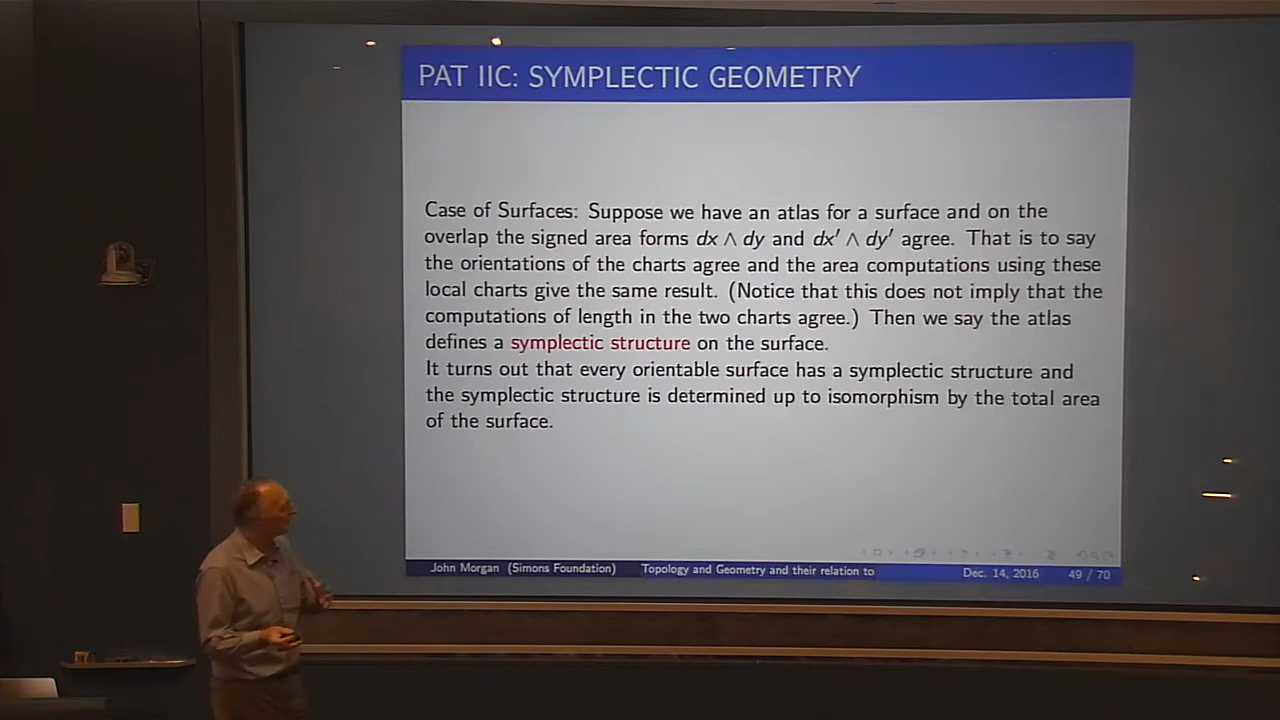 PAT IIC: SYMPLECTIC GEOMETRY
Case of Surfaces: Suppose we have an atlas for a surface and on the
overlap the signed area forms dx ∧ dy and dx′ ∧ dy′ agree. That is to say
the orientations of the charts agree and the area computations using these
local charts give the same result. (Notice that this does not imply that the
computations of length in the two charts agree.) Then we say the atlas
defines a symplectic structure on the surface.
It turns out that every orientable surface has a symplectic structure and
the symplectic structure is determined up to isomorphism by the total area
of the surface.
John Morgan (Simons Foundation) Topology and Geometry and their relation to Dec. 14, 2016 49 / 70